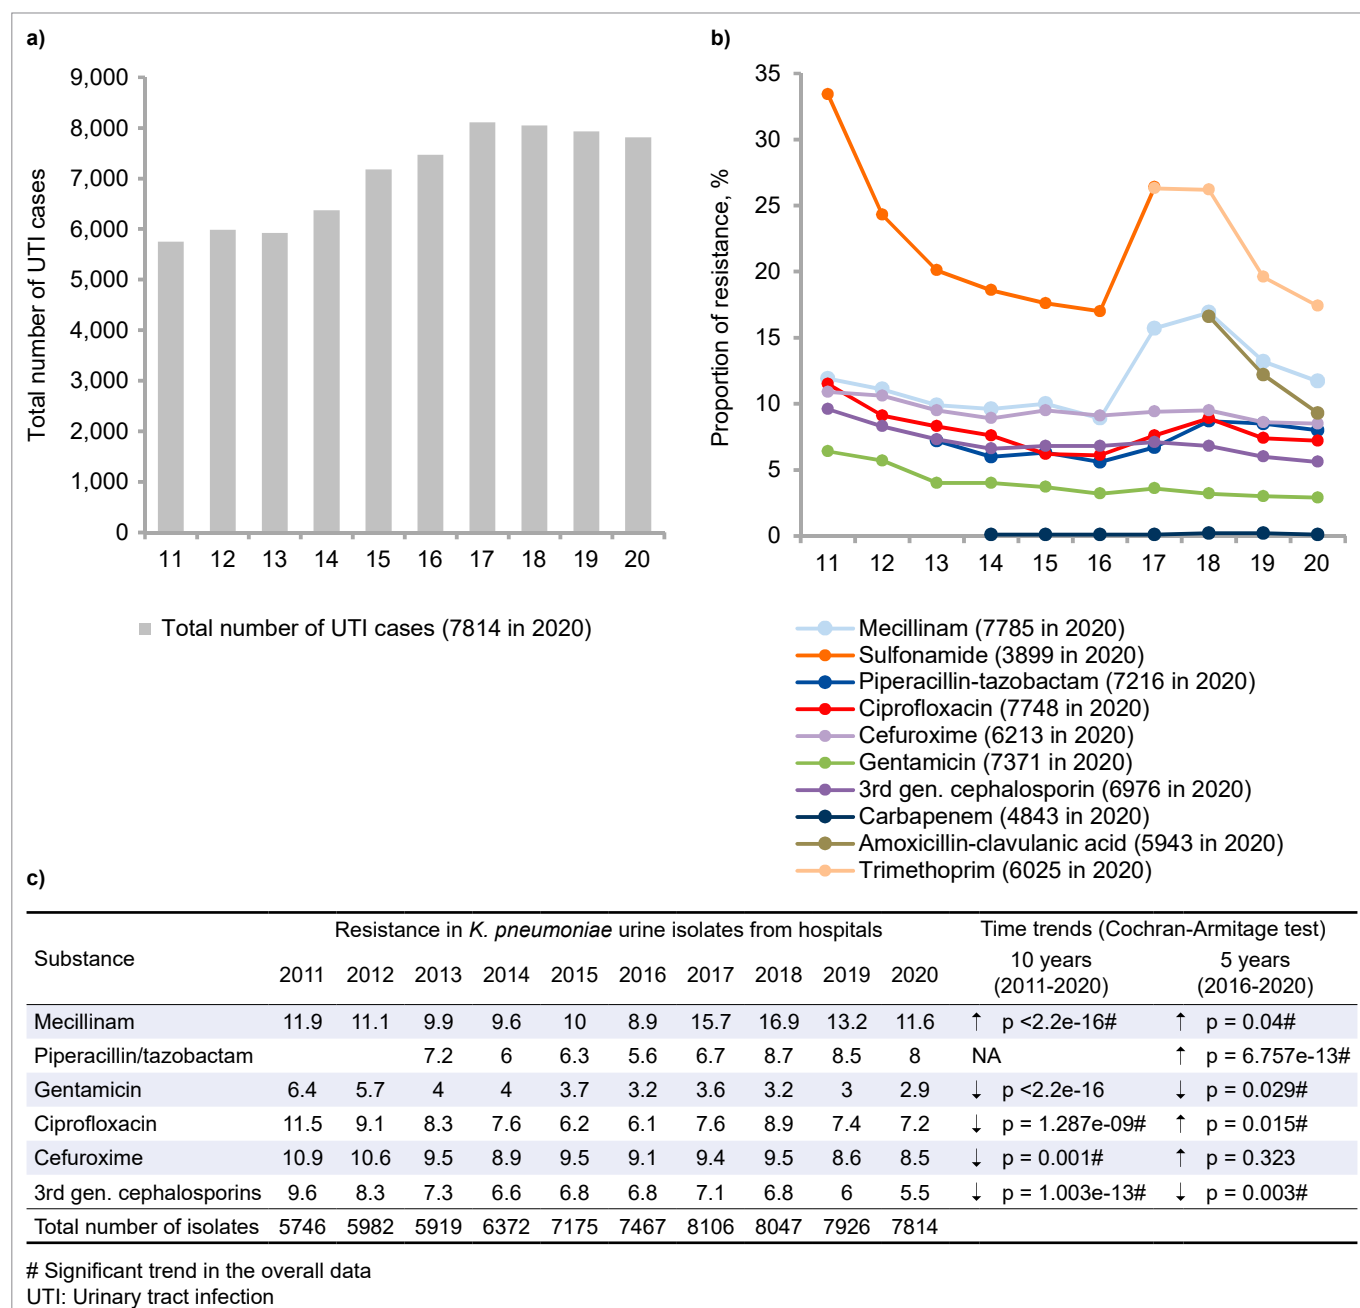 a)
Total number of UTI cases
9,000
8,000
7,000
6,000
5,000
4,000
3,000
2,000
1,000
0
11 12 13 14 15 16 17 18 19 20
Total number of UTI cases (7814 in 2020)
b)
Proportion of resistance, %
35
30
25
20
15
10
5
0
11 12 13 14 15 16 17 18 19 20
Mecillinam (7785 in 2020)
Sulfonamide (3899 in 2020)
Piperacillin-tazobactam (7216 in 2020)
Ciprofloxacin (7748 in 2020)
Cefuroxime (6213 in 2020)
Gentamicin (7371 in 2020)
3rd gen. cephalosporin (6976 in 2020)
Carbapenem (4843 in 2020)
Amoxicillin-clavulanic acid (5943 in 2020)
Trimethoprim (6025 in 2020)
c)
Resistance in K. pneumoniae urine isolates from hospitals Time trends (Cochran-Armitage test)
Substance 2011 2012 2013 2014 2015 2016 2017 2018 2019 2020 10 years (2011-2020) 5 years (2016-2020)
Mecillinam 11.9 11.1 9.9 9.6 10 8.9 15.7 16.9 13.2 11.6 ↑ p <2.2e-16# ↑ p = 0.04#
Piperacillin/tazobactam 7.2 6 6.3 5.6 6.7 8.7 8.5 8 NA ↑ p = 6.757e-13#
Gentamicin 6.4 5.7 4 4 3.7 3.2 3.6 3.2 3 2.9 ↓ p <2.2e-16 ↓ p = 0.029#
Ciprofloxacin 11.5 9.1 8.3 7.6 6.2 6.1 7.6 8.9 7.4 7.2 ↓ p = 1.287e-09# ↑ p = 0.015#
Cefuroxime 10.9 10.6 9.5 8.9 9.5 9.1 9.4 9.5 8.6 8.5 ↓ p = 0.001# ↑ p = 0.323
3rd gen. cephalosporins 9.6 8.3 7.3 6.6 6.8 6.8 7.1 6.8 6 5.5 ↓ p = 1.003e-13# ↓ p = 0.003#
Total number of isolates 5746 5982 5919 6372 7175 7467 8106 8047 7926 7814
# Significant trend in the overall data
UTI: Urinary tract infection